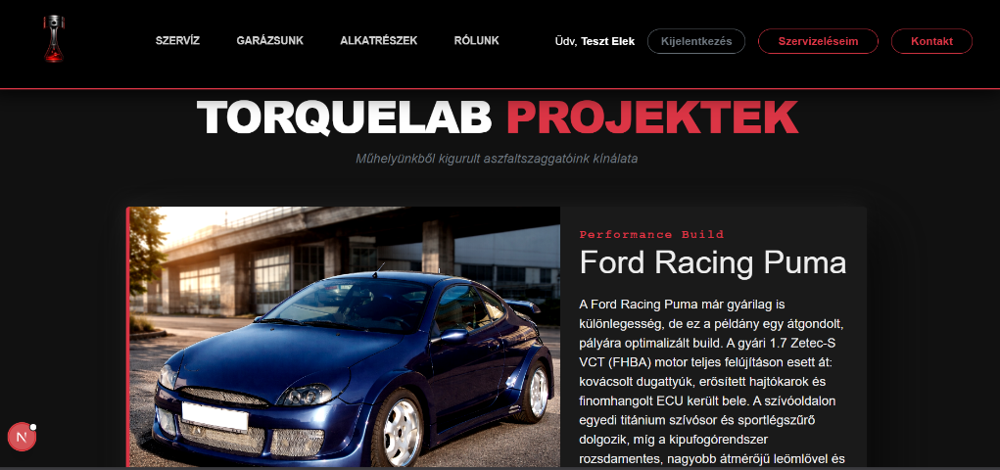 SZERVÍZ GARÁZSUNK ALKATRÉSZEK RÓLUNK Üdv, Teszt Elek Kijelentkezés Szervizeléseim Kontakt
TORQUELAB PROJEKTEK
Műhelyünkből kigurult aszfaltszaggatóink kínálata
Performance Build
Ford Racing Puma
A Ford Racing Puma már gyárilag is
különlegesség, de ez a példány egy átgondolt,
pályára optimalizált build. A gyári 1.7 Zetec-S
VCT (FHBA) motor teljes felújításon esett át:
kovácsolt dugattyúk, erősített hajtókarok és
finomhangolt ECU került bele. A szívóoldalon
egyedi titánium szívósor és sportlégszűrő
dolgozik, míg a kipufogórendszer
rozsdamentes, nagyobb átmérőjű leömlővel és
N